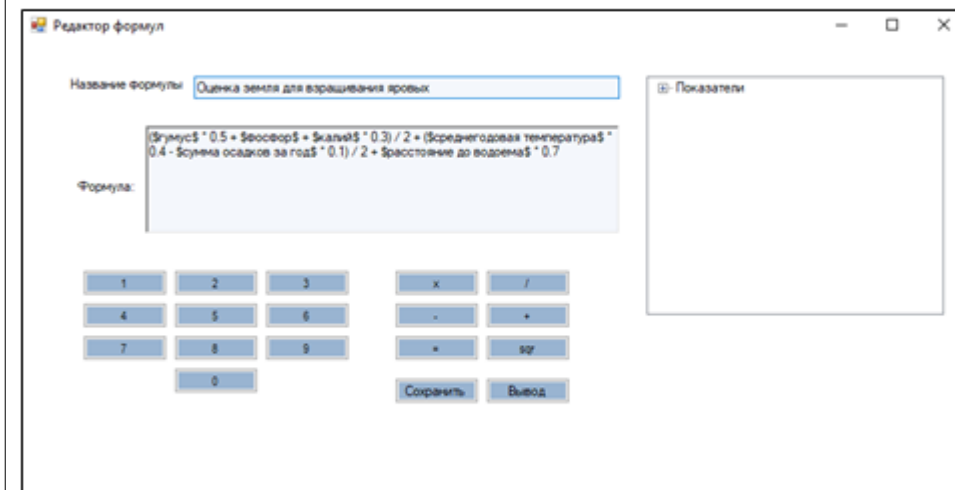 Редактор формул
Название формулы
Оценка земля для взращивания яровых
Показатели
($гумус$ * 0.5 + $фосфор$ + $калий$ * 0.3) / 2 + ($среднегодовая температура$ *
0.4 - $сумма осадков за год$ * 0.1) / 2 + $расстояние до водоема$ * 0.7
Формула:
1 2 3 x /
4 5 6 - +
7 8 9 = sqr
0 Сохранить Вывод